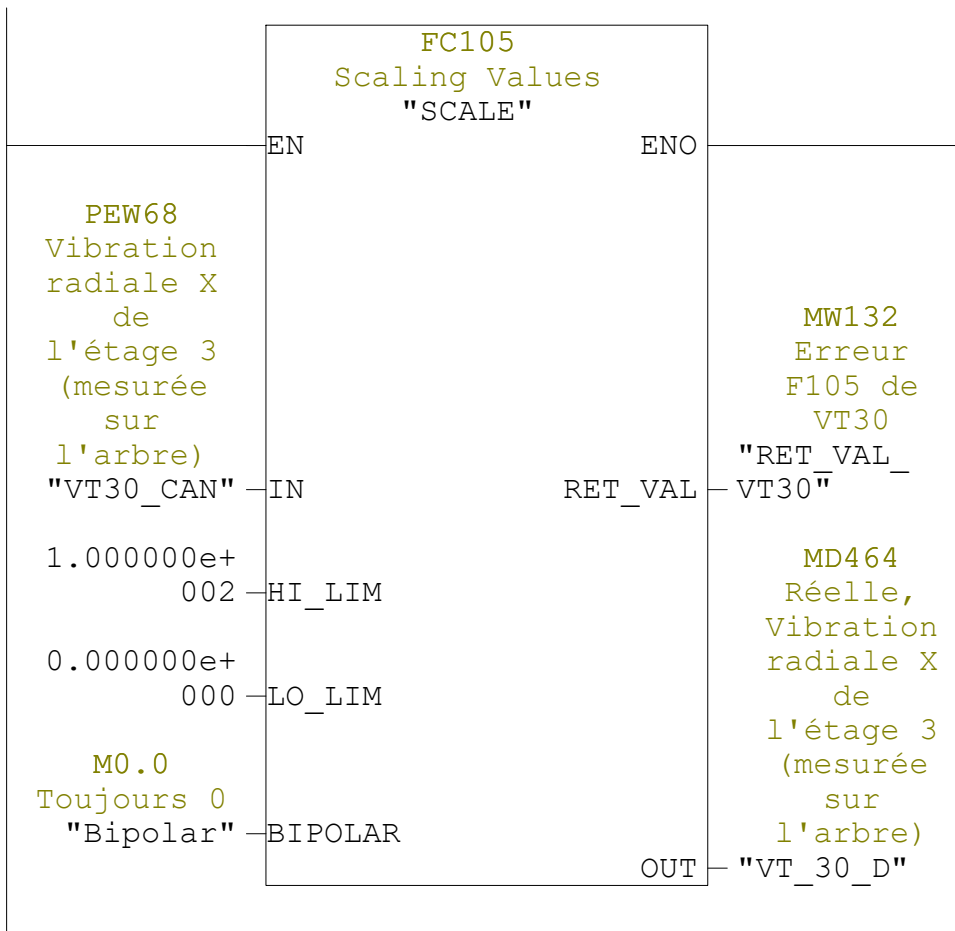 FC105
Scaling Values
"SCALE"
EN
ENO
PEW68
Vibration
radiale X
de
l'étage 3
(mesurée
sur
l'arbre)
"VT30_CAN"
IN
MW132
Erreur
F105 de
VT30
"RET_VAL_
RET_VAL
VT30"
1.000000e+
002
HI_LIM
0.000000e+
000
LO_LIM
M0.0
Toujours 0
"Bipolar"
BIPOLAR
MD464
Réelle,
Vibration
radiale X
de
l'étage 3
(mesurée
sur
l'arbre)
OUT
"VT_30_D"